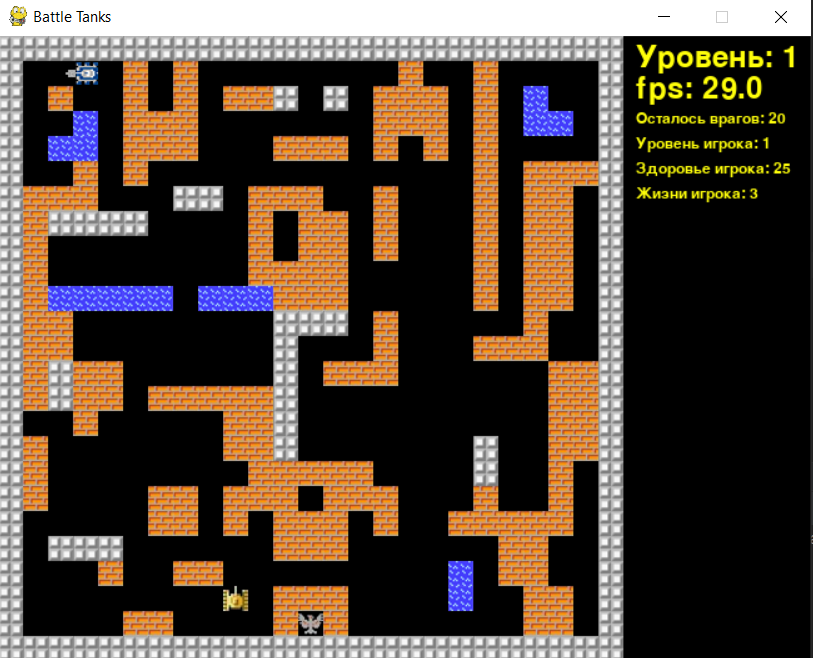 Battle Tanks
Уровень: 1
fps: 29.0
Осталось врагов: 20
Уровень игрока: 1
Здоровье игрока: 25
Жизни игрока: 3